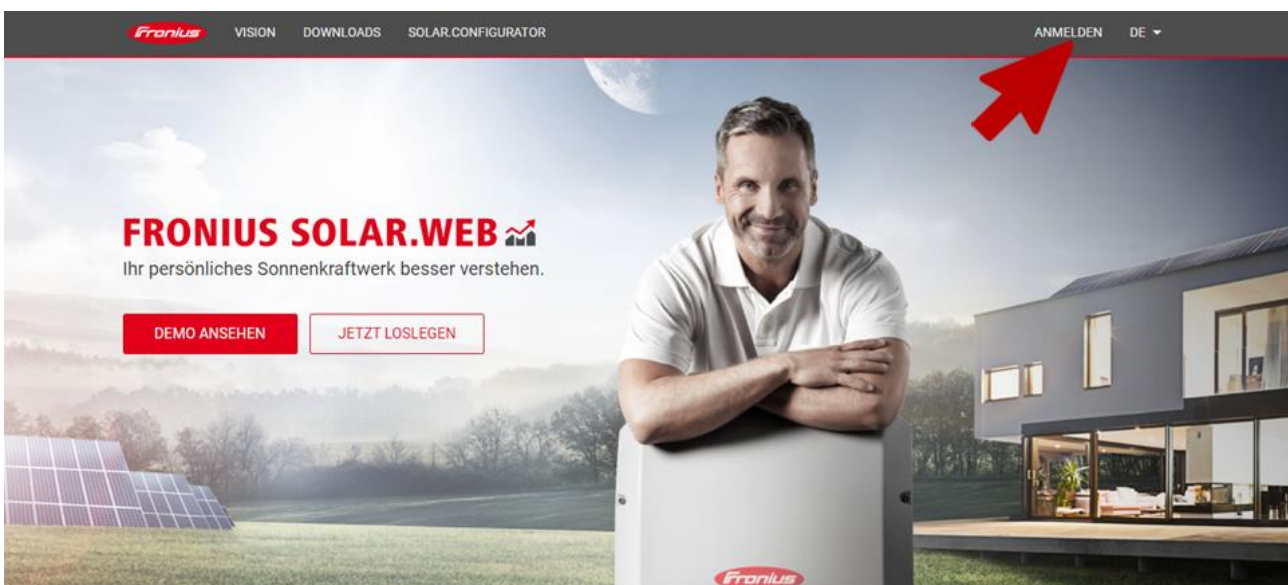 Fronius VISION DOWNLOADS SOLAR.CONFIGURATOR ANMELDEN DE
FRONIUS SOLAR.WEB
Ihr persönliches Sonnenkraftwerk besser verstehen.
DEMO ANSEHEN JETZT LOSLEGEN
Fronius